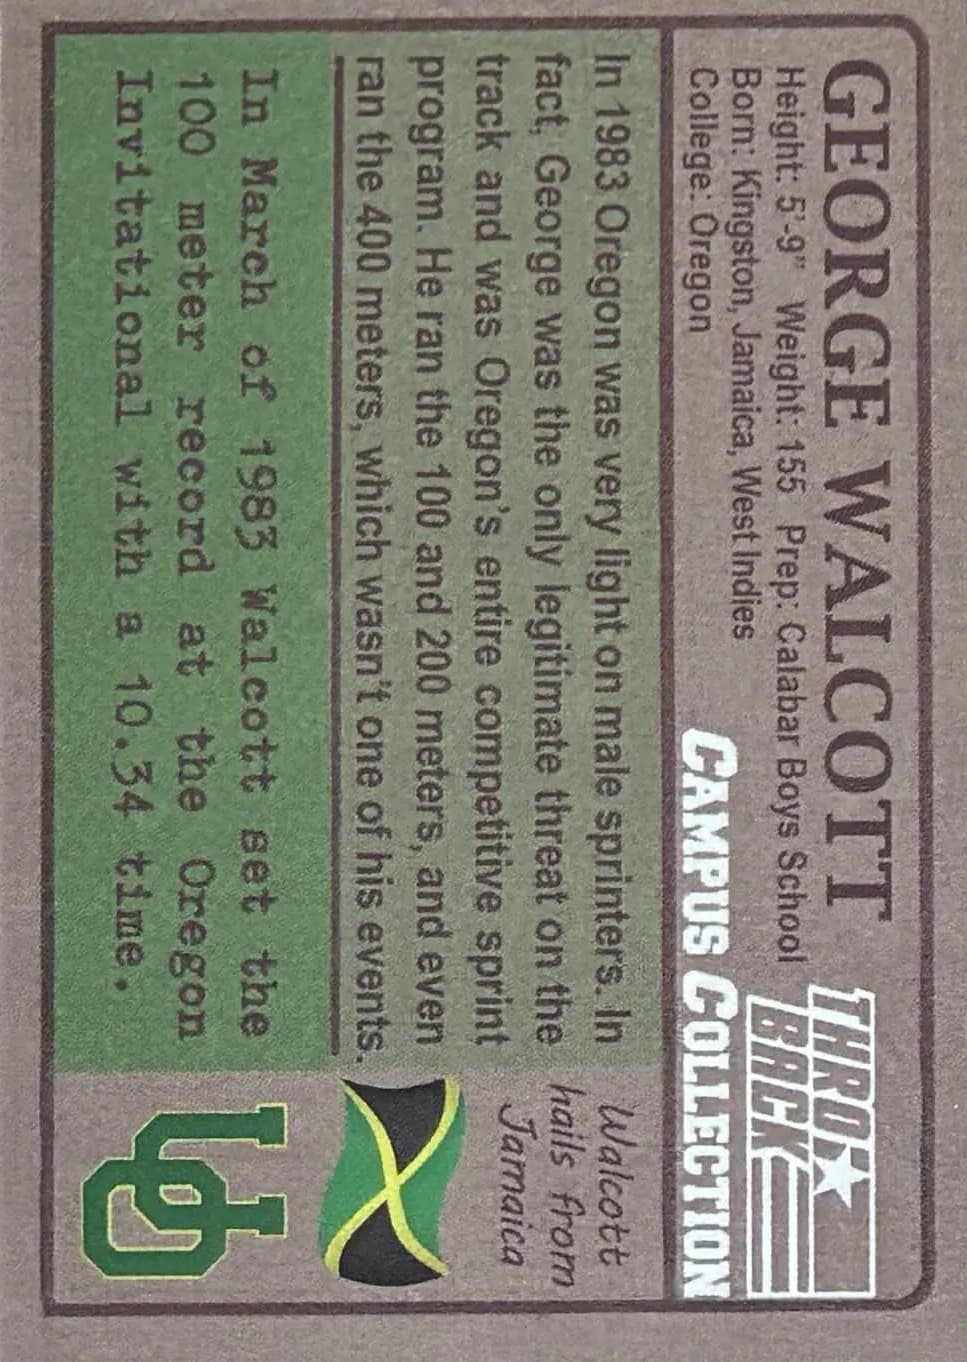 GEORGE WALCOTT
Height: 5'-9" Weight: 155 Prep: Calabar Boys School
Born: Kingston, Jamaica, West Indies
College: Oregon
THRO★
BACK
CAMPUS COLLECTION
In 1983 Oregon was very light on male sprinters. In
fact, George was the only legitimate threat on the
track and was Oregon's entire competitive sprint
program. He ran the 100 and 200 meters, and even
ran the 400 meters, which wasn't one of his events.
Walcott
hails from
Jamaica
In March of 1983 Walcott set the
100 meter record at the Oregon
Invitational with a 10.34 time.
UO